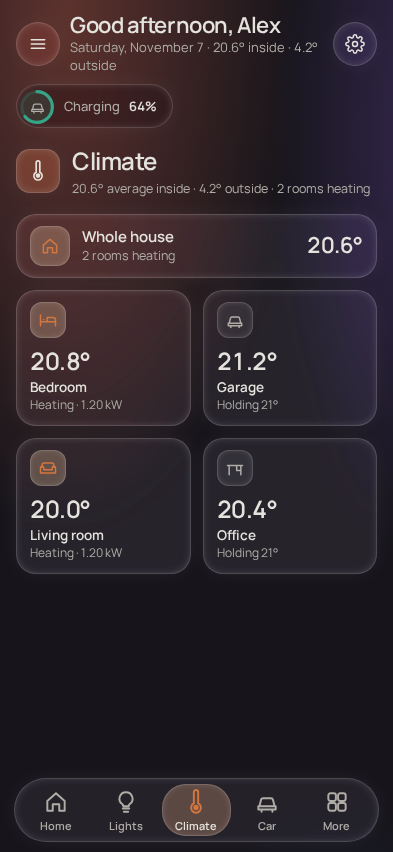 Good afternoon, Alex
Saturday, November 7 · 20.6° inside · 4.2°
outside
Charging 64%
Climate
20.6° average inside · 4.2° outside · 2 rooms heating
Whole house
2 rooms heating
20.6°
20.8°
Bedroom
Heating · 1.20 kW
21.2°
Garage
Holding 21°
20.0°
Living room
Heating · 1.20 kW
20.4°
Office
Holding 21°
Home
Lights
Climate
Car
More